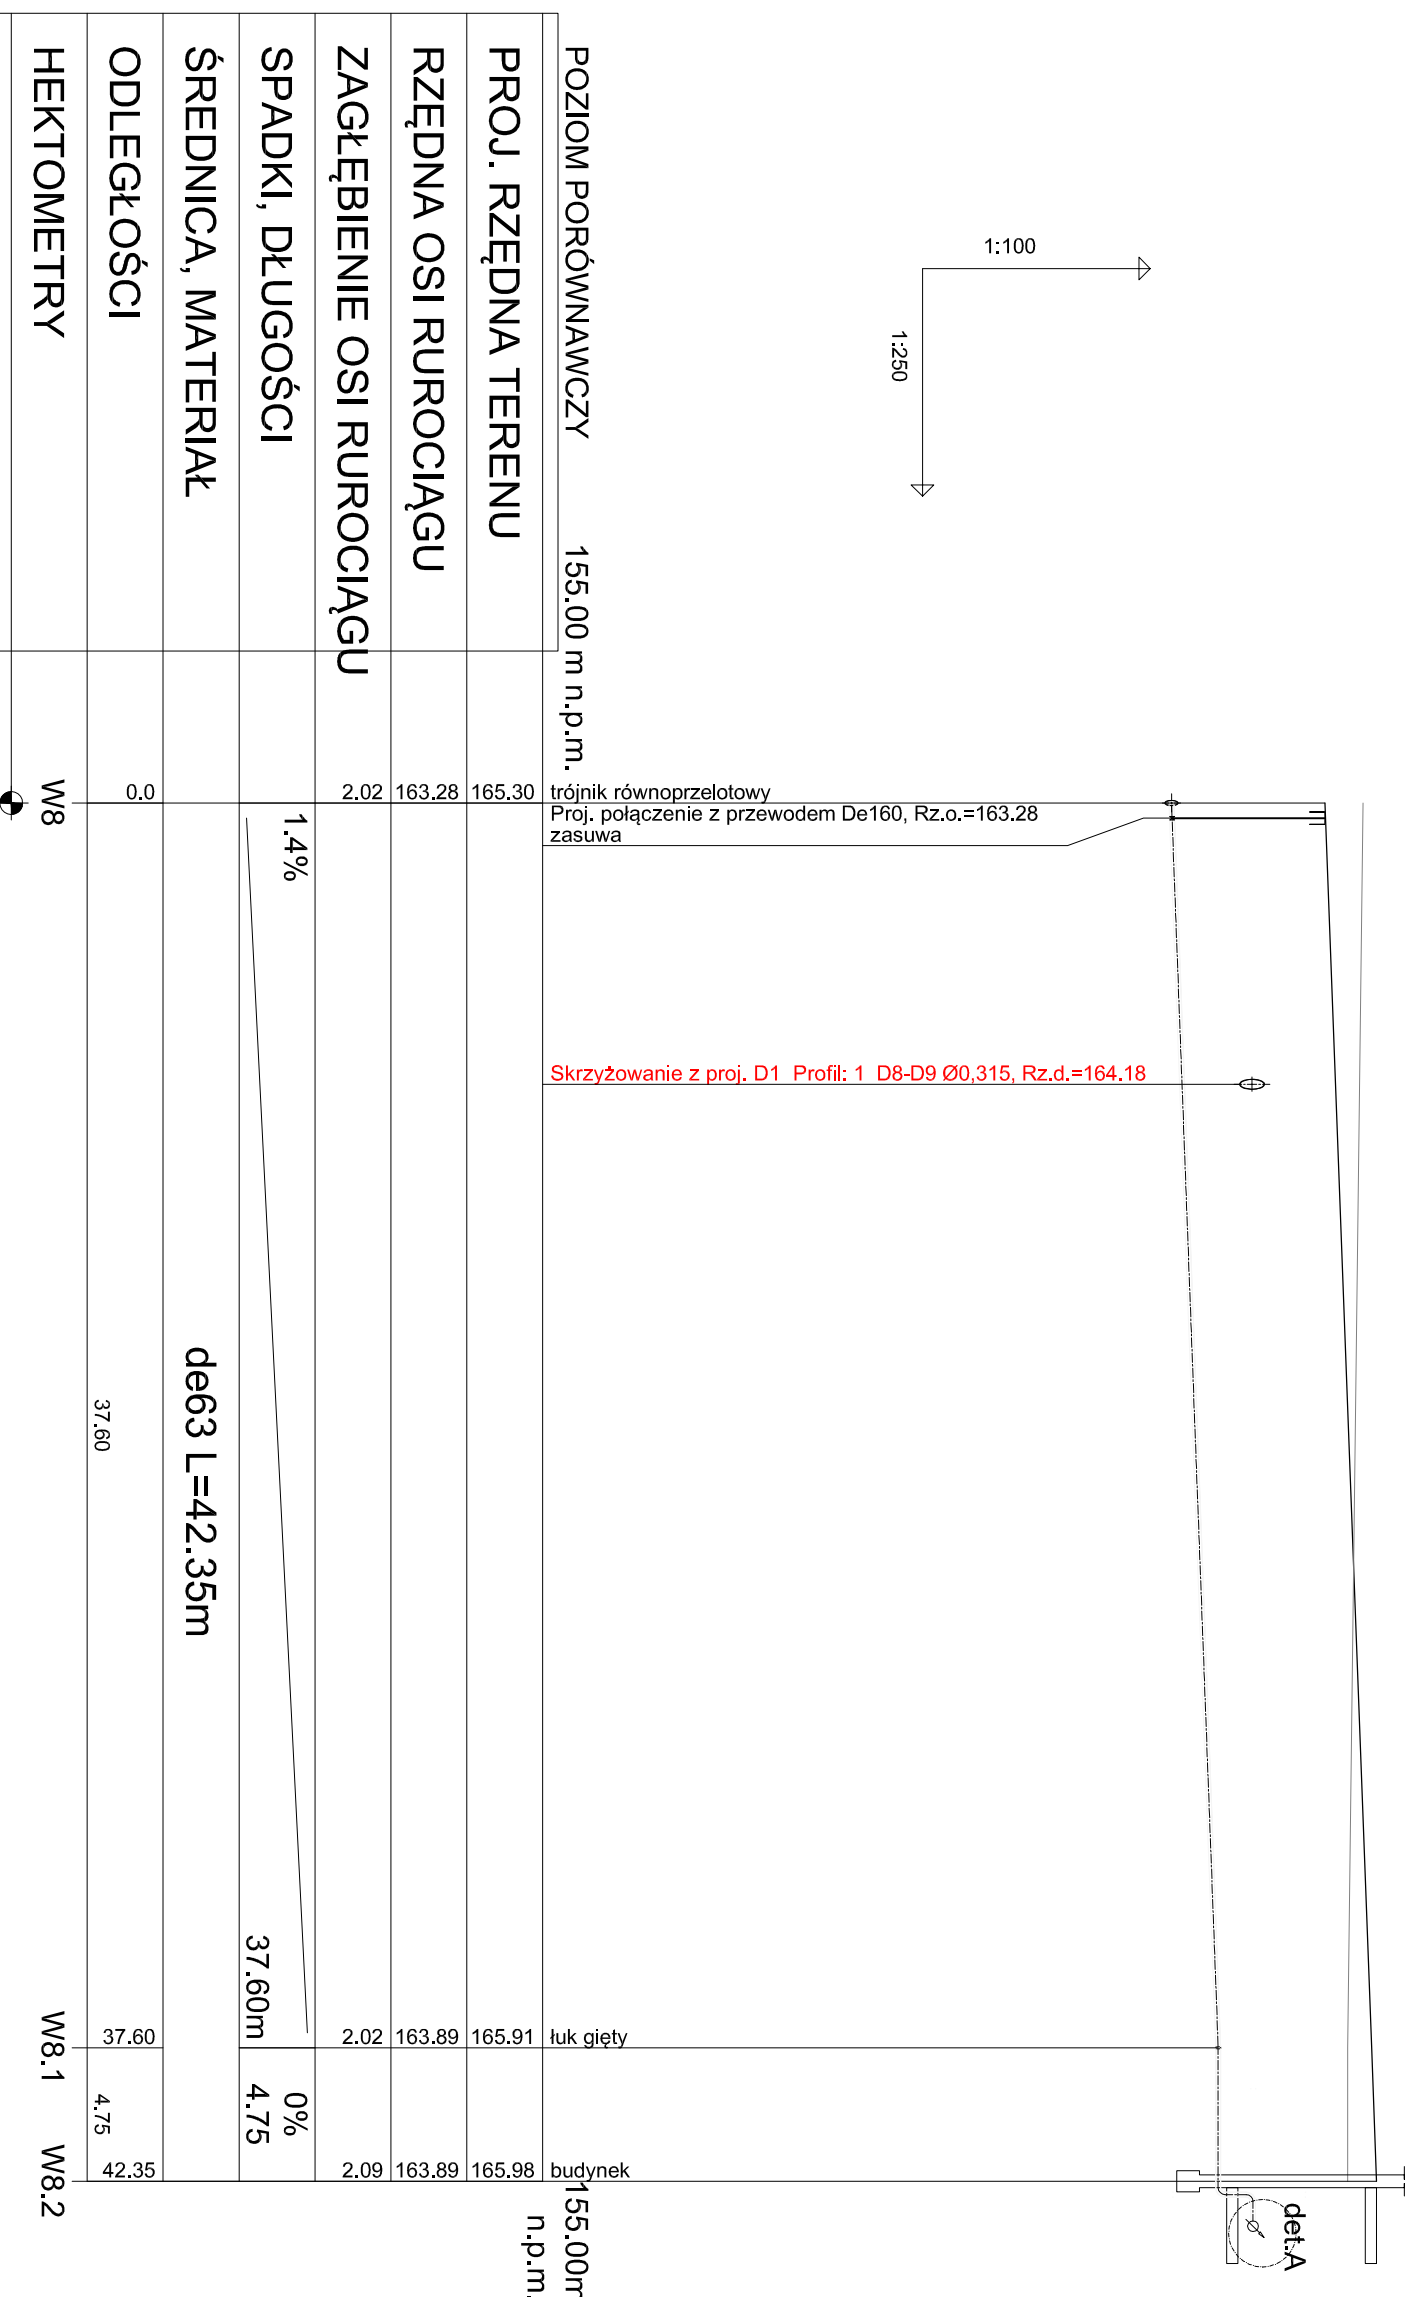 1:100
1:250
POZIOM PORÓWNAWCZY 155.00 m n.p.m.
155.00m
n.p.m.
trójnik równoprzelotowy
Proj. połączenie z przewodem De160, Rz.o.=163.28
zasuwa
Skrzyżowanie z proj. D1 Profil: 1 D8-D9 Ø0,315, Rz.d.=164.18
łuk gięty
budynek
det.A
PROJ. RZĘDNA TERENU 165.30 165.91 165.98
RZĘDNA OSI RUROCIĄGU 163.28 163.89 163.89
ZAGŁĘBIENIE OSI RUROCIĄGU 2.02 2.02 2.09
SPADKI, DŁUGOŚCI 1.4% 37.60m 0% 4.75
ŚREDNICA, MATERIAŁ de63 L=42.35m
ODLEGŁOŚCI 0.0 37.60 37.60 4.75 42.35
HEKTOMETRY W8 W8.1 W8.2